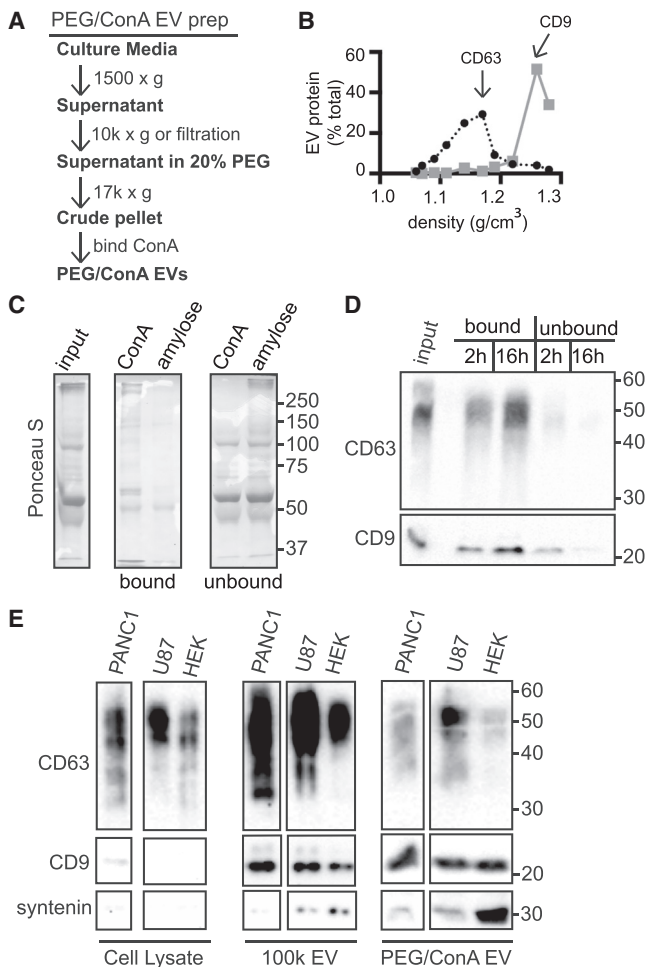 A
PEG/ConA EV prep
Culture Media
1500 x g
Supernatant
10k x g or filtration
Supernatant in 20% PEG
17k x g
Crude pellet
bind ConA
PEG/ConA EVs
B
CD9
CD63
EV protein
(% total)
60
40
20
0
1.0 1.1 1.2 1.3
density (g/cm³)
C
input ConA amylose ConA amylose
Ponceau S
250
150
100
75
50
37
bound unbound
D
input bound unbound
2h 16h 2h 16h
CD63
60
50
40
30
CD9
20
E
PANC1 U87 HEK PANC1 U87 HEK PANC1 U87 HEK
CD63
60
50
40
30
CD9
20
syntenin
30
Cell Lysate 100k EV PEG/ConA EV